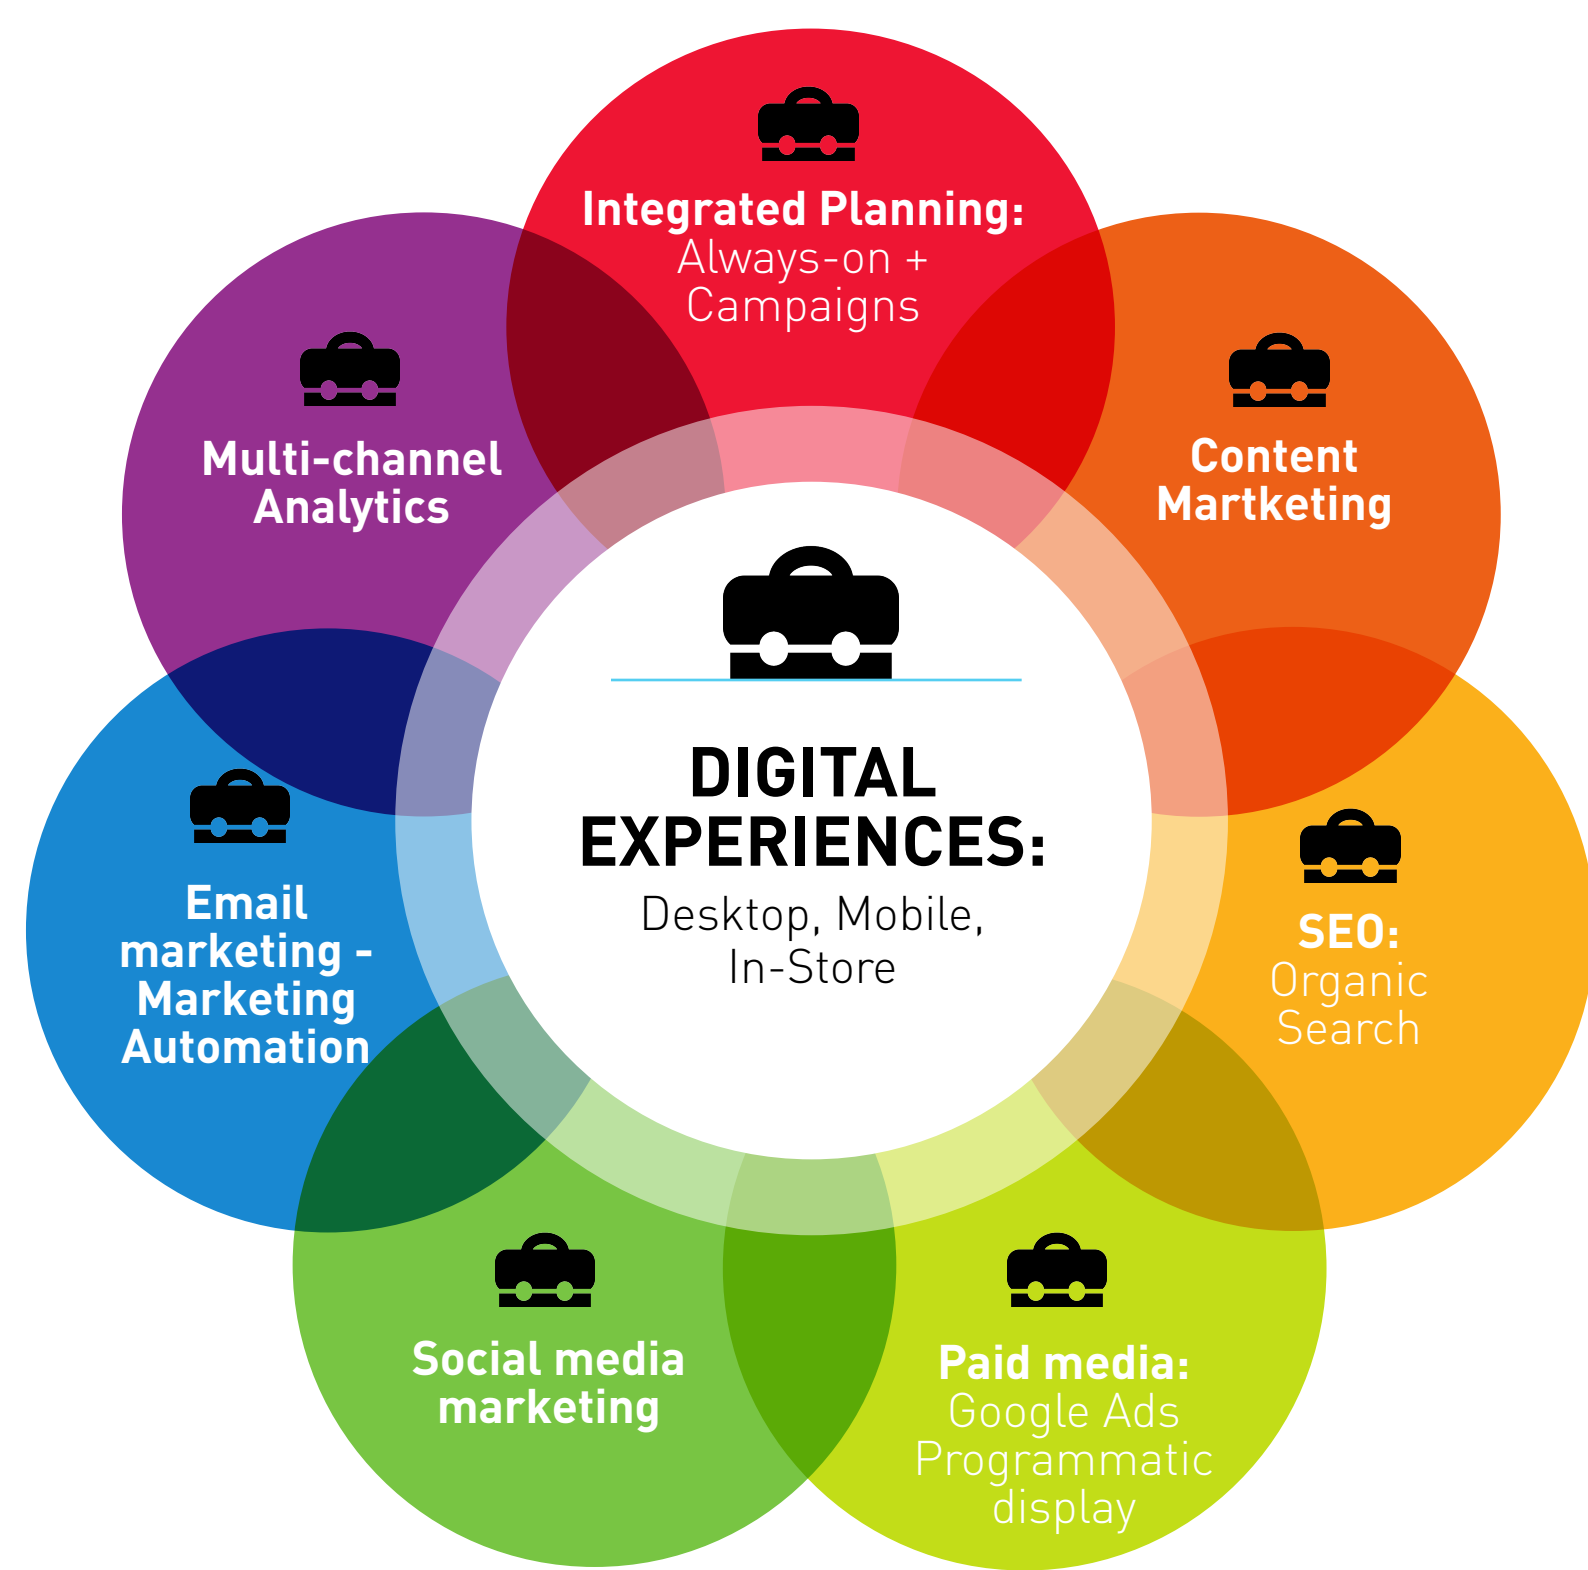 Integrated Planning:
Always-on +
Campaigns
Content
Martketing
SEO:
Organic
Search
Paid media:
Google Ads
Programmatic
display
Social media
marketing
Email
marketing -
Marketing
Automation
Multi-channel
Analytics
DIGITAL
EXPERIENCES:
Desktop, Mobile,
In-Store